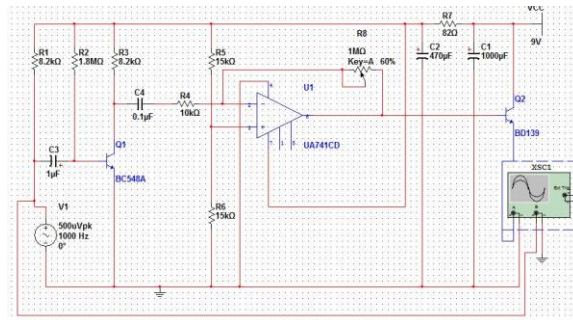 VCC
9V
R1
8.2kΩ
R2
1.8MΩ
R3
8.2kΩ
R5
15kΩ
R8
1MΩ
Key=A 60%
R7
82Ω
C2
470µF
C1
1000µF
C4
0.1µF
R4
10kΩ
U1
UA741CD
Q2
BD139
Q1
BC548A
C3
1µF
R6
15kΩ
V1
500uVpk
1000 Hz
0°
XSC1
A
B